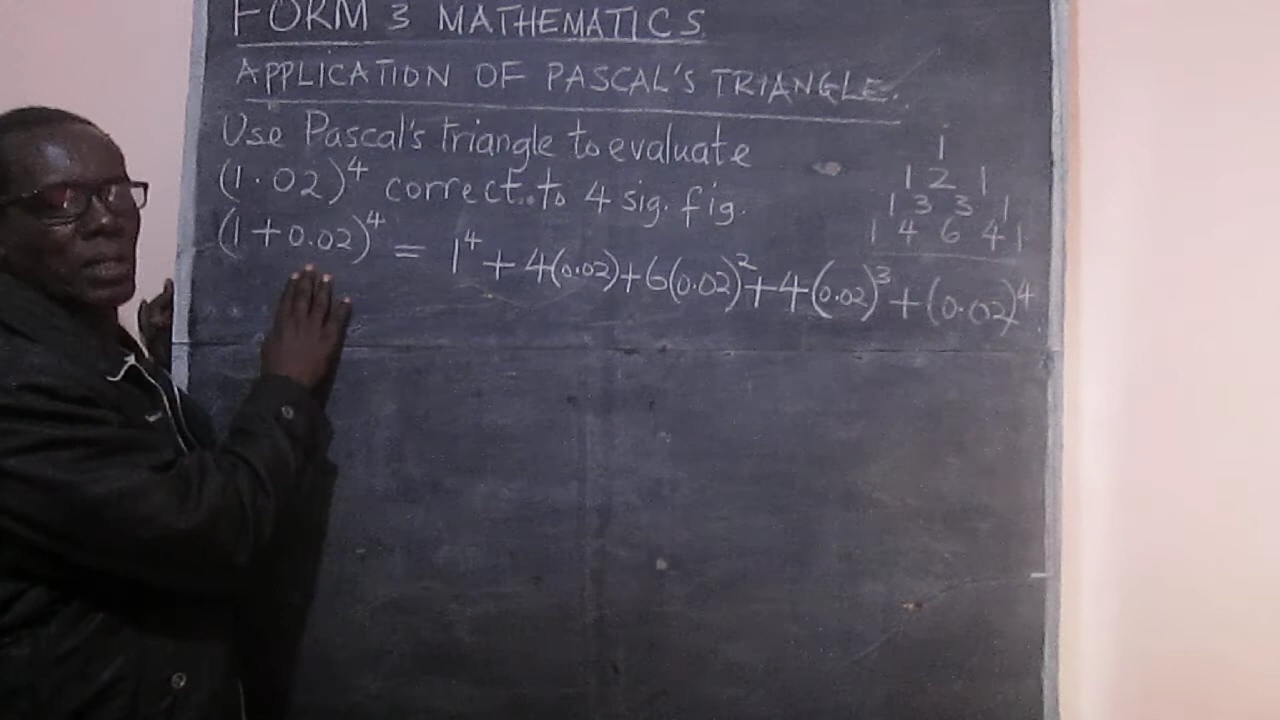 FORM 3 MATHEMATICS
APPLICATION OF PASCAL'S TRIANGLE.
Use Pascal's triangle to evaluate
(1.02)^4 correct to 4 sig. fig.
(1+0.02)^4 = 1^4 + 4(0.02)+6(0.02)^2+4(0.02)^3+(0.02)^4
1
1 2 1
1 3 3 1
1 4 6 4 1